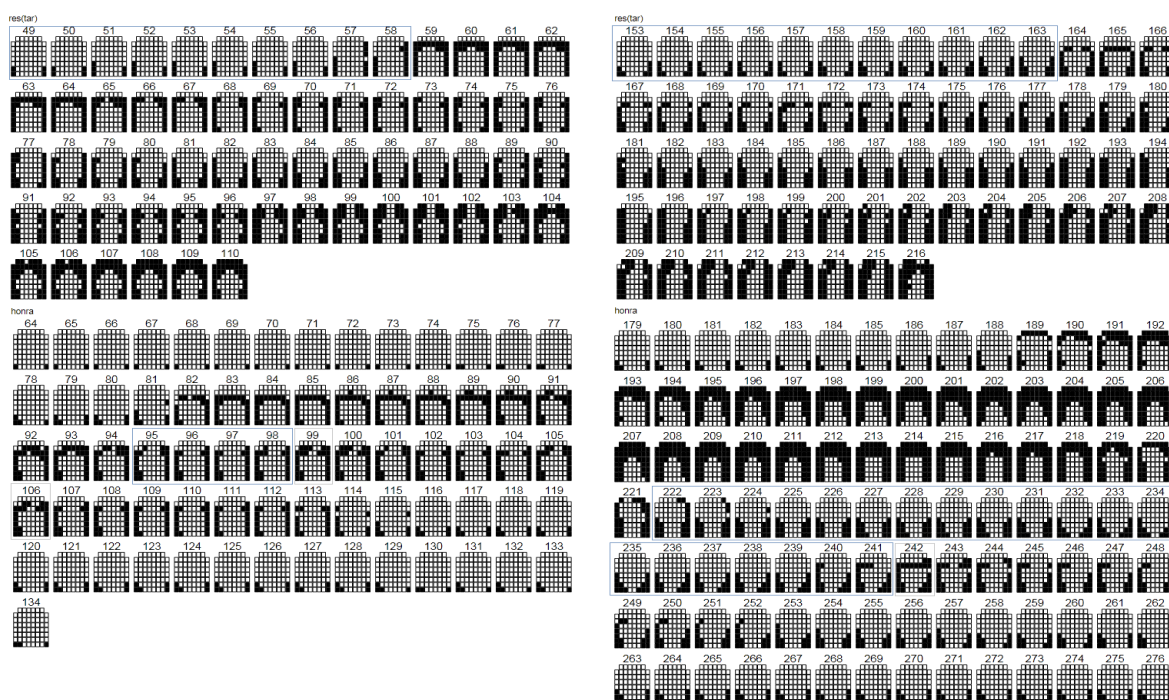 res(tar)
49 50 51 52 53 54 55 56 57 58 59 60 61 62
63 64 65 66 67 68 69 70 71 72 73 74 75 76
77 78 79 80 81 82 83 84 85 86 87 88 89 90
91 92 93 94 95 96 97 98 99 100 101 102 103 104
105 106 107 108 109 110
honra
64 65 66 67 68 69 70 71 72 73 74 75 76 77
78 79 80 81 82 83 84 85 86 87 88 89 90 91
92 93 94 95 96 97 98 99 100 101 102 103 104 105
106 107 108 109 110 111 112 113 114 115 116 117 118 119
120 121 122 123 124 125 126 127 128 129 130 131 132 133
134
res(tar)
153 154 155 156 157 158 159 160 161 162 163 164 165 166
167 168 169 170 171 172 173 174 175 176 177 178 179 180
181 182 183 184 185 186 187 188 189 190 191 192 193 194
195 196 197 198 199 200 201 202 203 204 205 206 207 208
209 210 211 212 213 214 215 216
honra
179 180 181 182 183 184 185 186 187 188 189 190 191 192
193 194 195 196 197 198 199 200 201 202 203 204 205 206
207 208 209 210 211 212 213 214 215 216 217 218 219 220
221 222 223 224 225 226 227 228 229 230 231 232 233 234
235 236 237 238 239 240 241 242 243 244 245 246 247 248
249 250 251 252 253 254 255 256 257 258 259 260 261 262
263 264 265 266 267 268 269 270 271 272 273 274 275 276